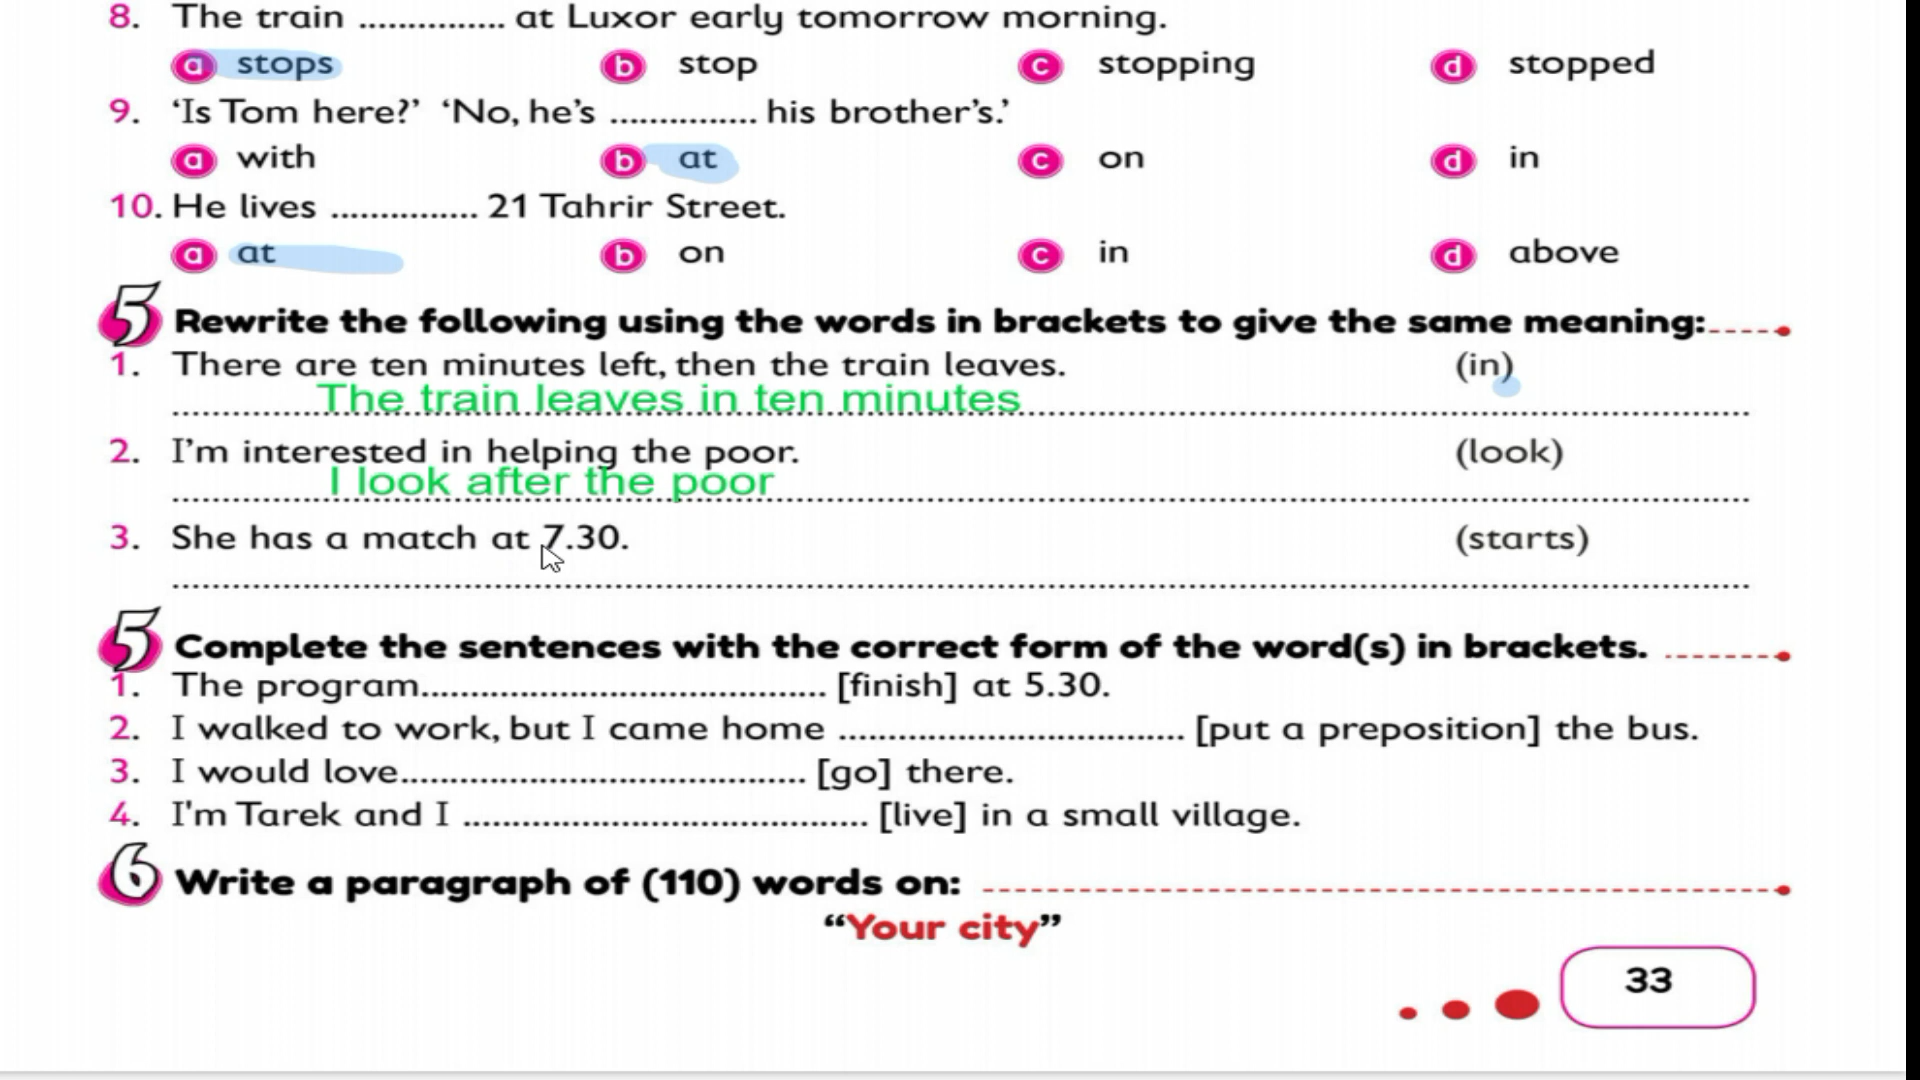 8. The train .............. at Luxor early tomorrow morning.
a stops b stop c stopping d stopped
9. ‘Is Tom here?’ ‘No, he’s .............. his brother’s.’
a with b at c on d in
10. He lives .............. 21 Tahrir Street.
a at b on c in d above
5 Rewrite the following using the words in brackets to give the same meaning:
1. There are ten minutes left, then the train leaves. (in)
The train leaves in ten minutes
2. I’m interested in helping the poor. (look)
I look after the poor
3. She has a match at 7.30. (starts)
5 Complete the sentences with the correct form of the word(s) in brackets.
1. The program........................................ [finish] at 5.30.
2. I walked to work, but I came home .................................. [put a preposition] the bus.
3. I would love........................................ [go] there.
4. I'm Tarek and I ........................................ [live] in a small village.
6 Write a paragraph of (110) words on:
“Your city”
33